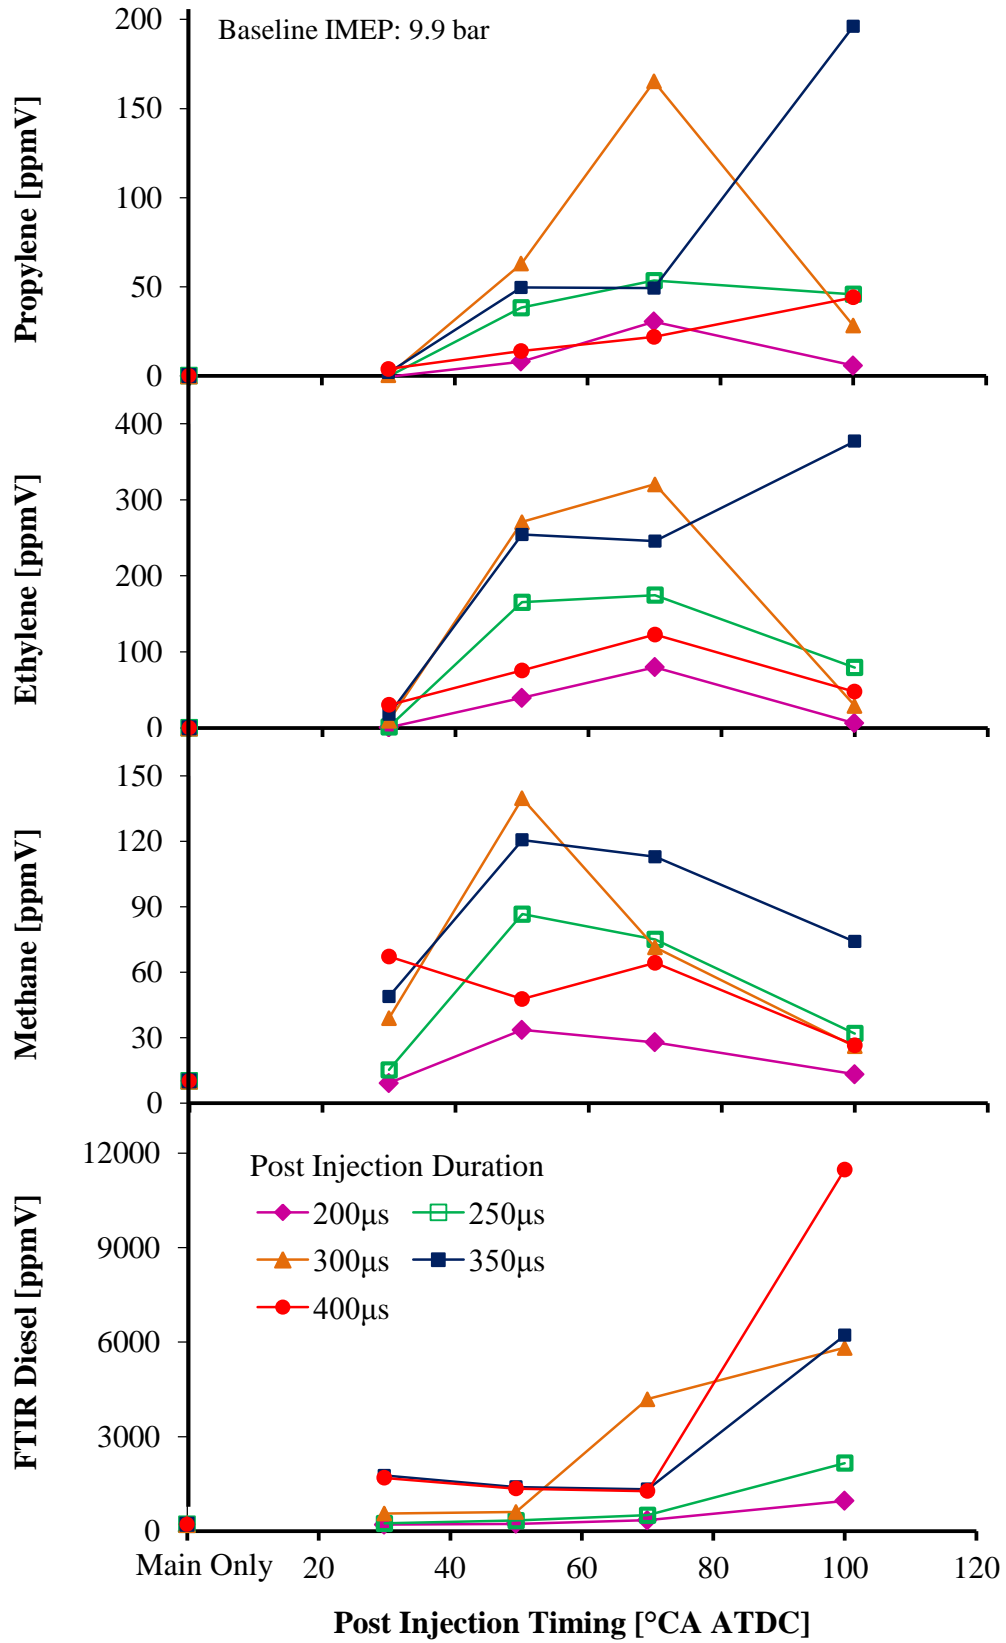 200
Baseline IMEP: 9.9 bar
150
100
50
0
Propylene [ppmV]
400
300
200
100
0
Ethylene [ppmV]
150
120
90
60
30
0
Methane [ppmV]
12000
9000
6000
3000
0
FTIR Diesel [ppmV]
Post Injection Duration
200µs 250µs
300µs 350µs
400µs
Main Only 20 40 60 80 100 120
Post Injection Timing [°CA ATDC]